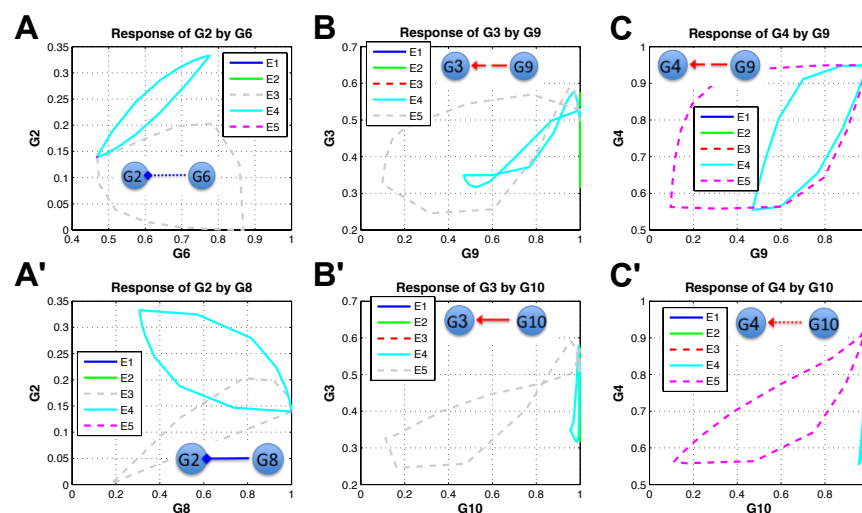 A
Response of G2 by G6
G2
0.35
0.3
0.25
0.2
0.15
0.1
0.05
0
0.4
0.5
0.6
0.7
0.8
0.9
1
G6
E1
E2
E3
E4
E5
G2
G6
B
Response of G3 by G9
G3
0.7
0.6
0.5
0.4
0.3
0.2
0
0.2
0.4
0.6
0.8
1
G9
E1
E2
E3
E4
E5
G3
G9
C
Response of G4 by G9
G4
1
0.9
0.8
0.7
0.6
0.5
0
0.2
0.4
0.6
0.8
G9
E1
E2
E3
E4
E5
G4
G9
A'
Response of G2 by G8
G2
0.35
0.3
0.25
0.2
0.15
0.1
0.05
0
0
0.2
0.4
0.6
0.8
1
G8
E1
E2
E3
E4
E5
G2
G8
B'
Response of G3 by G10
G3
0.7
0.6
0.5
0.4
0.3
0.2
0
0.2
0.4
0.6
0.8
1
G10
E1
E2
E3
E4
E5
G3
G10
C'
Response of G4 by G10
G4
1
0.9
0.8
0.7
0.6
0.5
0
0.2
0.4
0.6
0.8
G10
E1
E2
E3
E4
E5
G4
G10